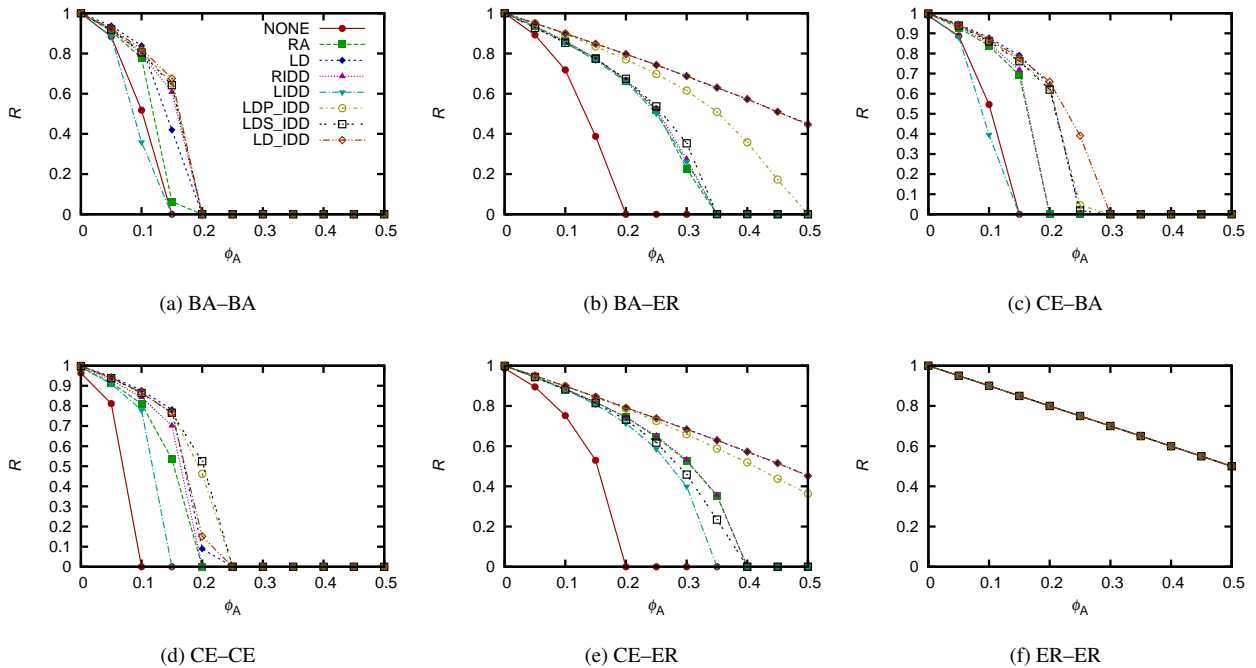 NONE
RA
LD
RIDD
LIDD
LDP_IDD
LDS_IDD
LD_IDD
R
1
0.8
0.6
0.4
0.2
0
0 0.1 0.2 0.3 0.4 0.5
ϕA
(a) BA–BA
R
1
0.8
0.6
0.4
0.2
0
0 0.1 0.2 0.3 0.4 0.5
ϕA
(b) BA–ER
R
1
0.9
0.8
0.7
0.6
0.5
0.4
0.3
0.2
0.1
0
0 0.1 0.2 0.3 0.4 0.5
ϕA
(c) CE–BA
R
1
0.9
0.8
0.7
0.6
0.5
0.4
0.3
0.2
0.1
0
0 0.1 0.2 0.3 0.4 0.5
ϕA
(d) CE–CE
R
1
0.8
0.6
0.4
0.2
0
0 0.1 0.2 0.3 0.4 0.5
ϕA
(e) CE–ER
R
1
0.8
0.6
0.4
0.2
0
0 0.1 0.2 0.3 0.4 0.5
ϕA
(f) ER–ER